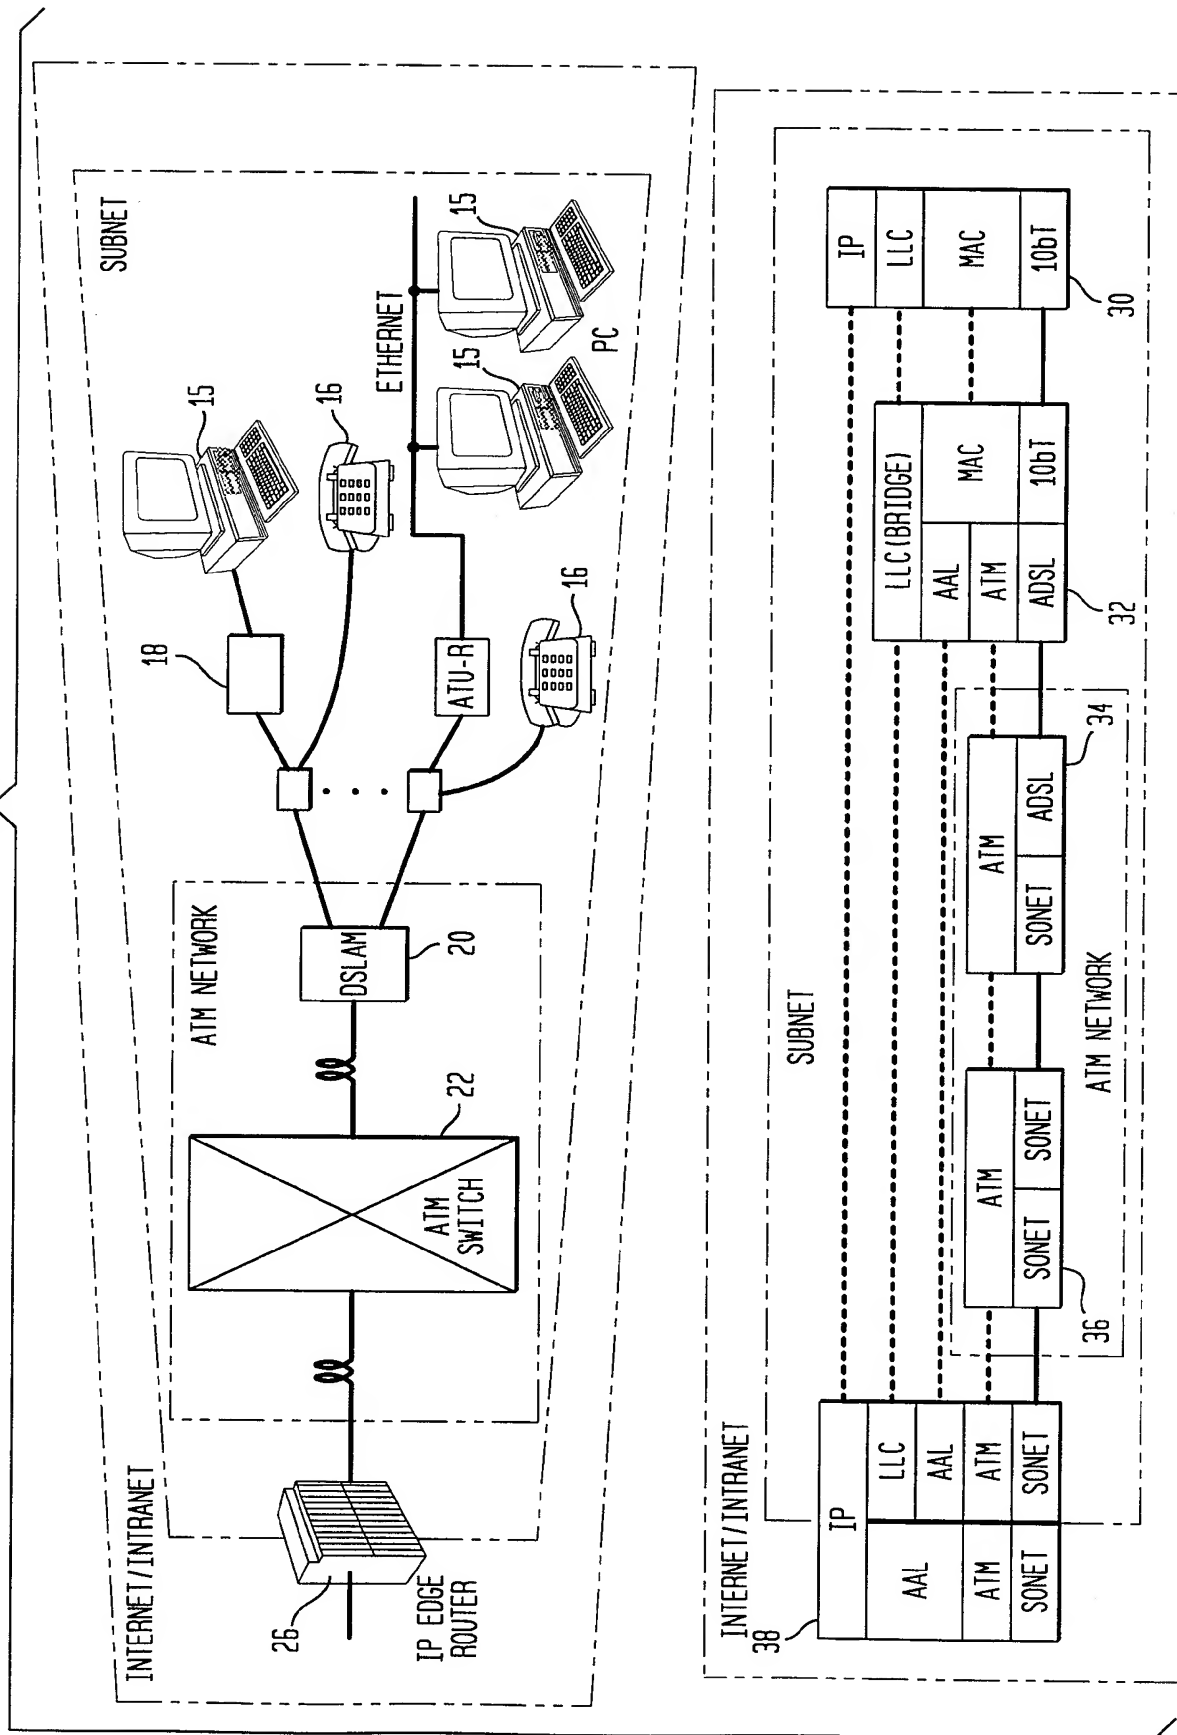 INTERNET/INTRANET
SUBNET
ATM NETWORK
26
IP EDGE
ROUTER
ATM
SWITCH
22
DSLAM
20
18
15
16
ATU-R
16
ETHERNET
15
15
PC
INTERNET/INTRANET
SUBNET
38
IP
AAL
ATM
SONET
LLC
AAL
ATM
SONET
ATM
SONET
SONET
36
ATM NETWORK
ATM
SONET
ADSL
34
LLC(BRIDGE)
AAL
ATM
ADSL
MAC
10bT
32
IP
LLC
MAC
10bT
30